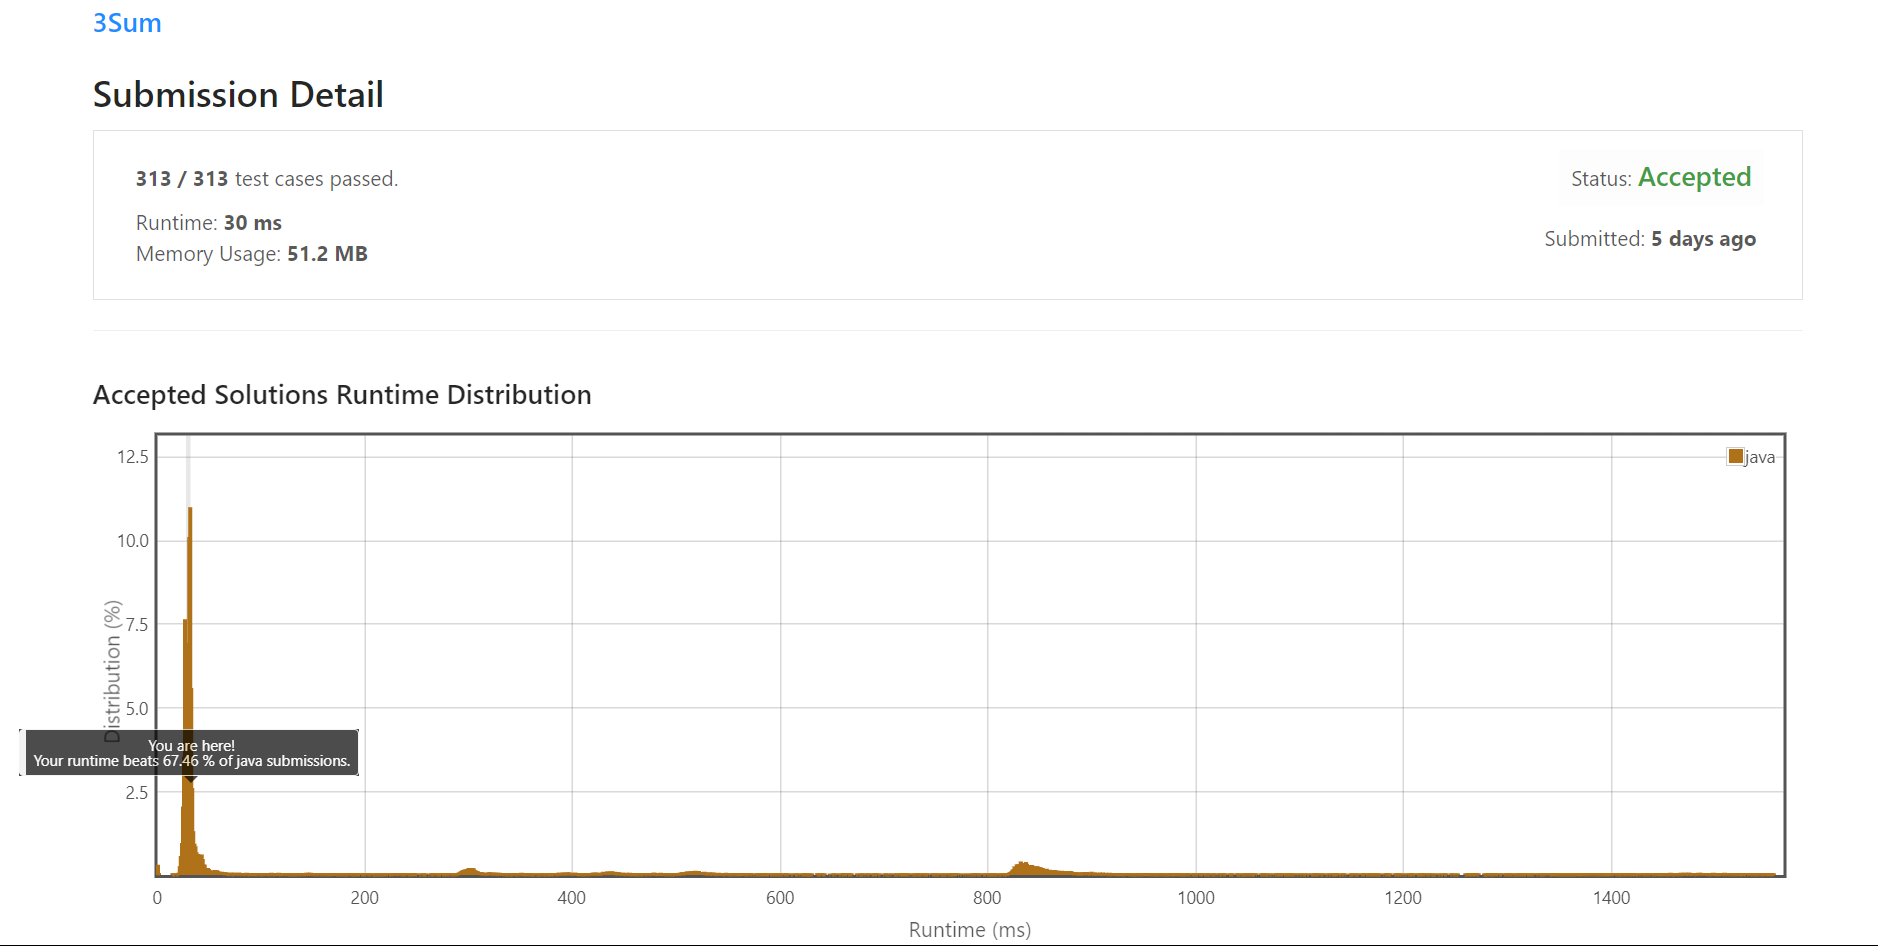 3Sum
Submission Detail
313 / 313 test cases passed.
Status: Accepted
Runtime: 30 ms
Memory Usage: 51.2 MB
Submitted: 5 days ago
Accepted Solutions Runtime Distribution
12.5
java
10.0
7.5
5.0
2.5
Distribution (%)
You are here!
Your runtime beats 67.46 % of java submissions.
0 200 400 600 800 1000 1200 1400
Runtime (ms)